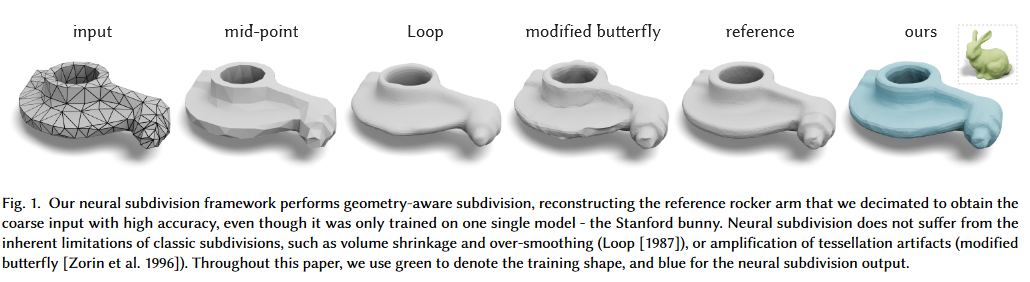 input mid-point Loop modified butterfly reference ours
Fig. 1. Our neural subdivision framework performs geometry-aware subdivision, reconstructing the reference rocker arm that we decimated to obtain the
coarse input with high accuracy, even though it was only trained on one single model - the Stanford bunny. Neural subdivision does not suffer from the
inherent limitations of classic subdivisions, such as volume shrinkage and over-smoothing (Loop [1987]), or amplification of tessellation artifacts (modified
butterfly [Zorin et al. 1996]). Throughout this paper, we use green to denote the training shape, and blue for the neural subdivision output.